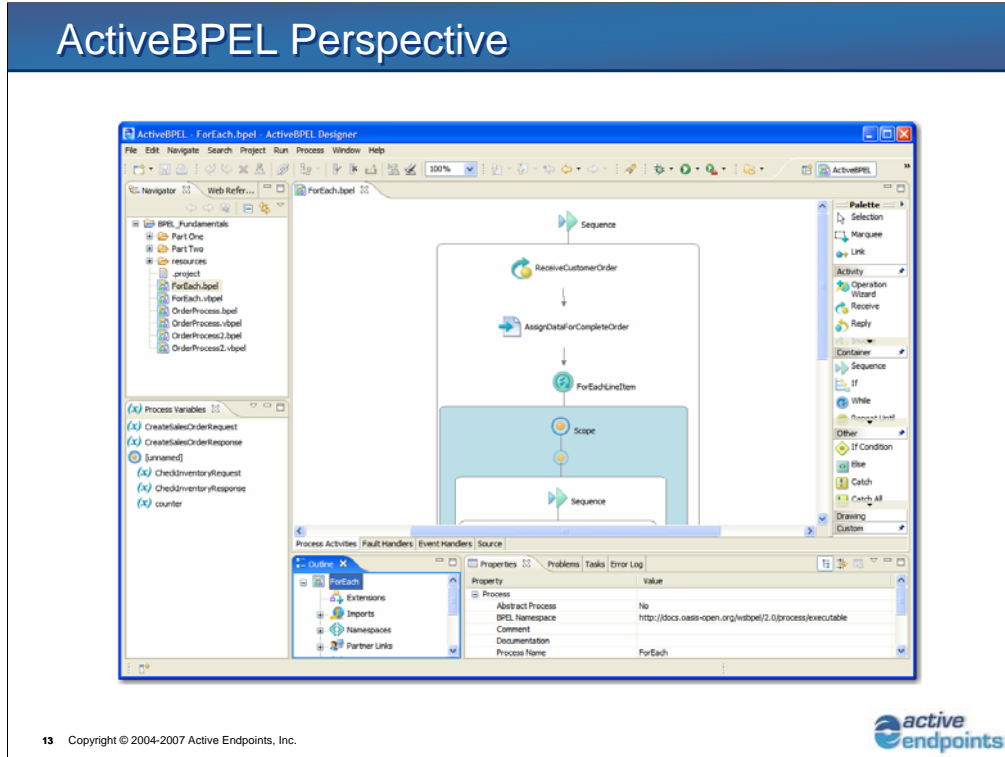 ActiveBPEL Perspective
ActiveBPEL - ForEach.bpel - ActiveBPEL Designer
File Edit Navigate Search Project Run Process Window Help
100%
ActiveBPEL
Navigator
Web Refer...
BPEL_Fundamentals
Part One
Part Two
resources
.project
ForEach.bpel
ForEach.vbpel
OrderProcess.bpel
OrderProcess.vbpel
OrderProcess2.bpel
OrderProcess2.vbpel
(x) Process Variables
(x) CreateSalesOrderRequest
(x) CreateSalesOrderResponse
[unnamed]
(x) CheckInventoryRequest
(x) CheckInventoryResponse
(x) counter
ForEach.bpel
Sequence
ReceiveCustomerOrder
AssignDataForCompleteOrder
ForEachLineItem
Scope
Sequence
Process Activities Fault Handlers Event Handlers Source
Palette
Selection
Marquee
Link
Activity
Operation
Wizard
Receive
Reply
Container
Sequence
If
While
Repeat Until
Other
If Condition
Else
Catch
Catch All
Drawing
Custom
Outline
ForEach
Extensions
Imports
Namespaces
Partner Links
Properties Problems Tasks Error Log
Property Value
Process
Abstract Process No
BPEL Namespace http://docs.oasis-open.org/wsbpel/2.0/process/executable
Comment
Documentation
Process Name ForEach
13 Copyright © 2004-2007 Active Endpoints, Inc.
active
endpoints